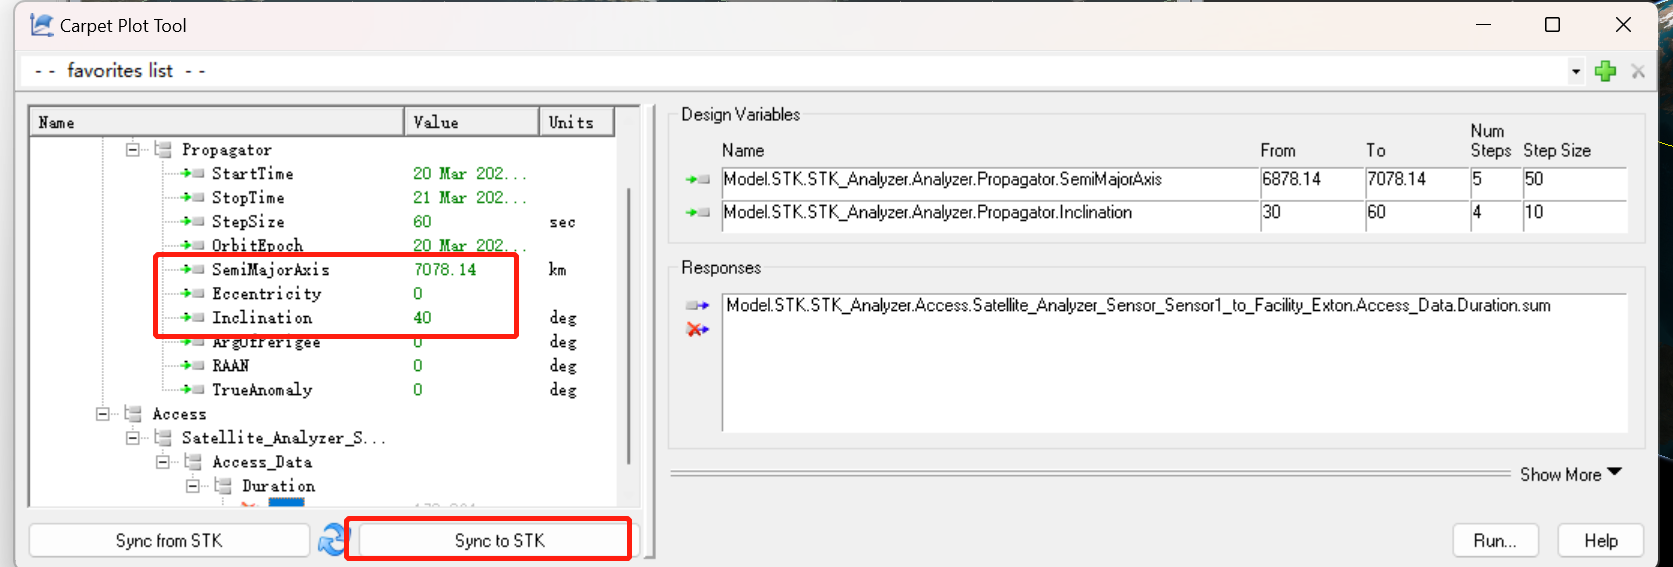 Carpet Plot Tool
-- favorites list --
Name Value Units
Propagator
StartTime 20 Mar 202...
StopTime 21 Mar 202...
StepSize 60 sec
OrbitEpoch 20 Mar 202...
SemiMajorAxis 7078.14 km
Eccentricity 0
Inclination 40 deg
ArgOfPerigee 0 deg
RAAN 0 deg
TrueAnomaly 0 deg
Access
Satellite_Analyzer_S...
Access_Data
Duration
Sync from STK
Sync to STK
Design Variables
Name From To Num Steps Step Size
Model.STK.STK_Analyzer.Analyzer.Propagator.SemiMajorAxis 6878.14 7078.14 5 50
Model.STK.STK_Analyzer.Analyzer.Propagator.Inclination 30 60 4 10
Responses
Model.STK.STK_Analyzer.Access.Satellite_Analyzer_Sensor_Sensor1_to_Facility_Exton.Access_Data.Duration.sum
Show More
Run...
Help